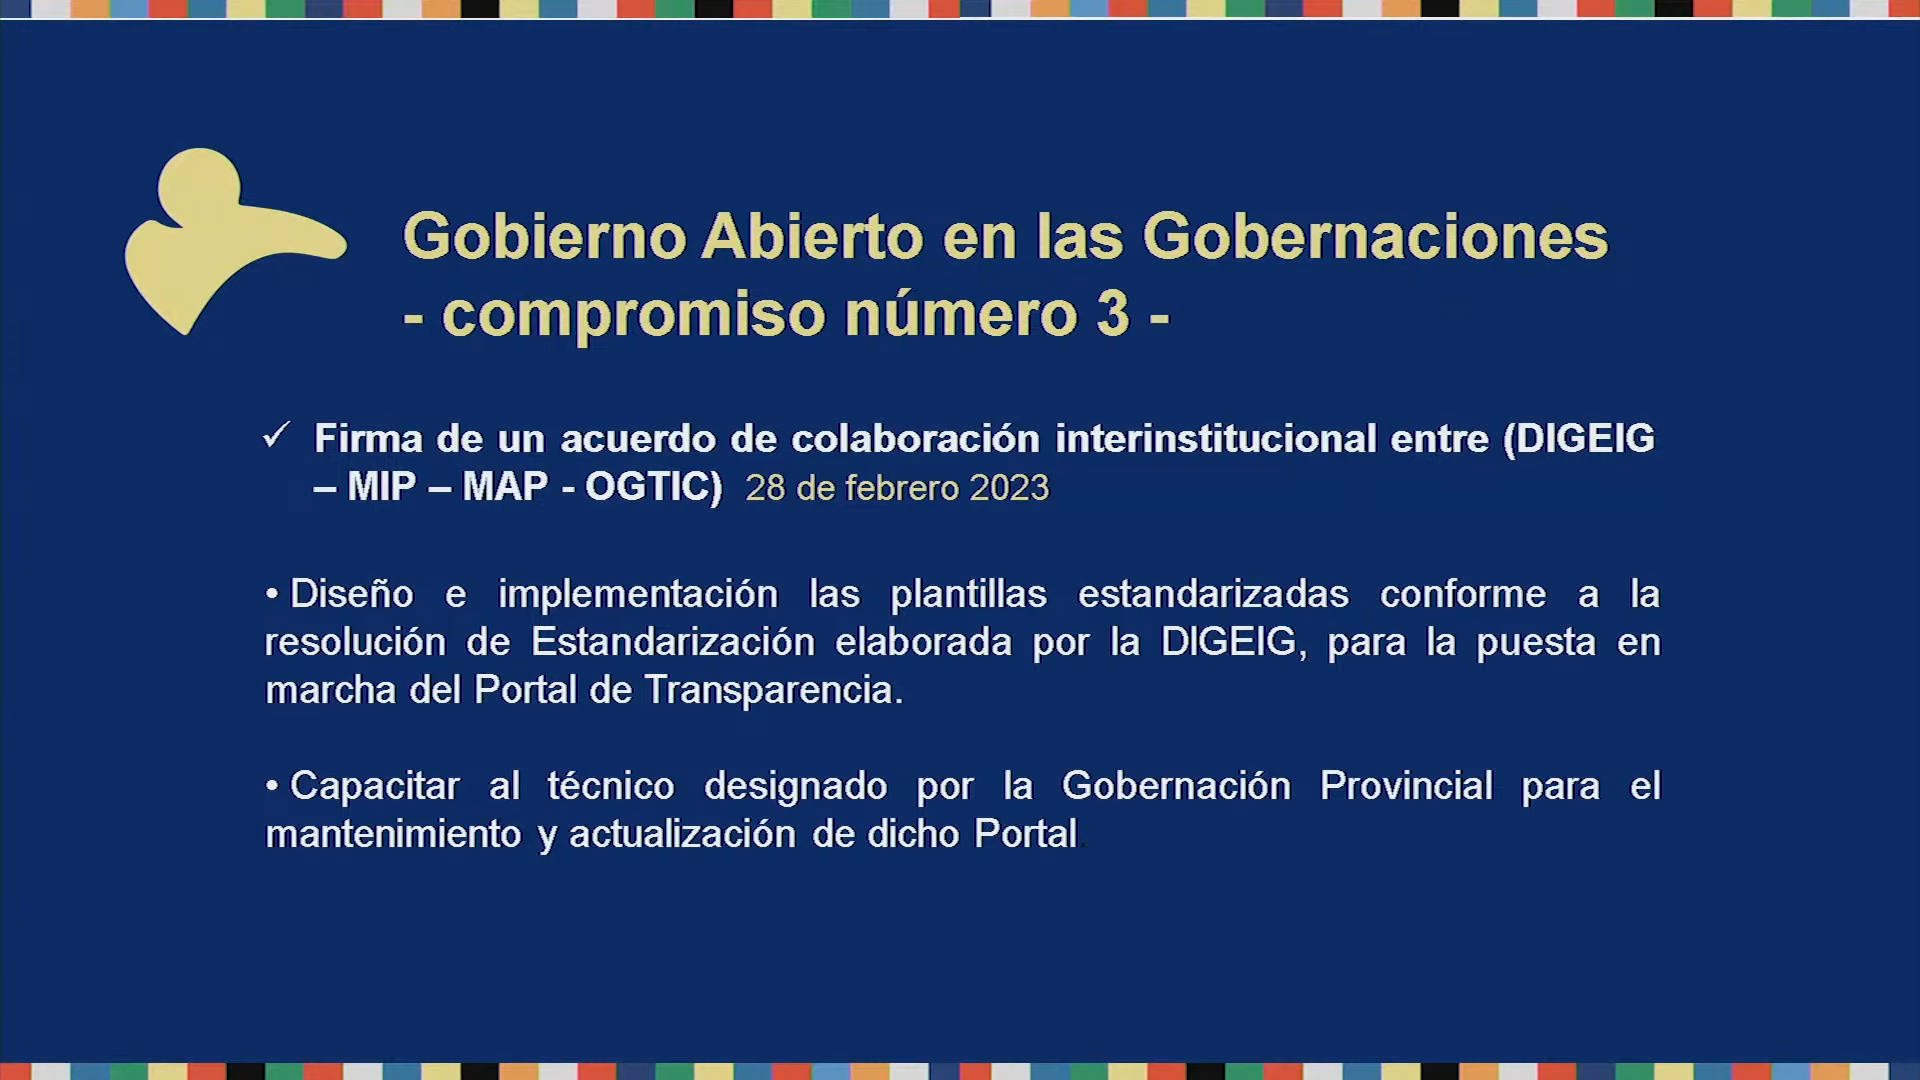 Gobierno Abierto en las Gobernaciones
- compromiso número 3 -
✓ Firma de un acuerdo de colaboración interinstitucional entre (DIGEIG
– MIP – MAP - OGTIC) 28 de febrero 2023
• Diseño e implementación las plantillas estandarizadas conforme a la
resolución de Estandarización elaborada por la DIGEIG, para la puesta en
marcha del Portal de Transparencia.
• Capacitar al técnico designado por la Gobernación Provincial para el
mantenimiento y actualización de dicho Portal.